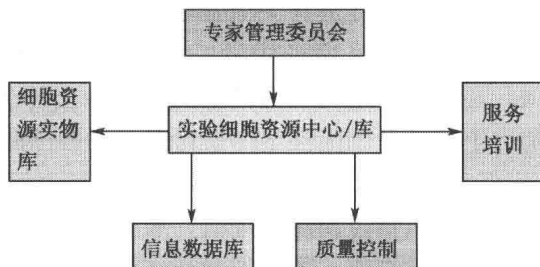 专家管理委员会
细胞资
源实物
库
实验细胞资源中心/库
服务
培训
信息数据库
质量控制